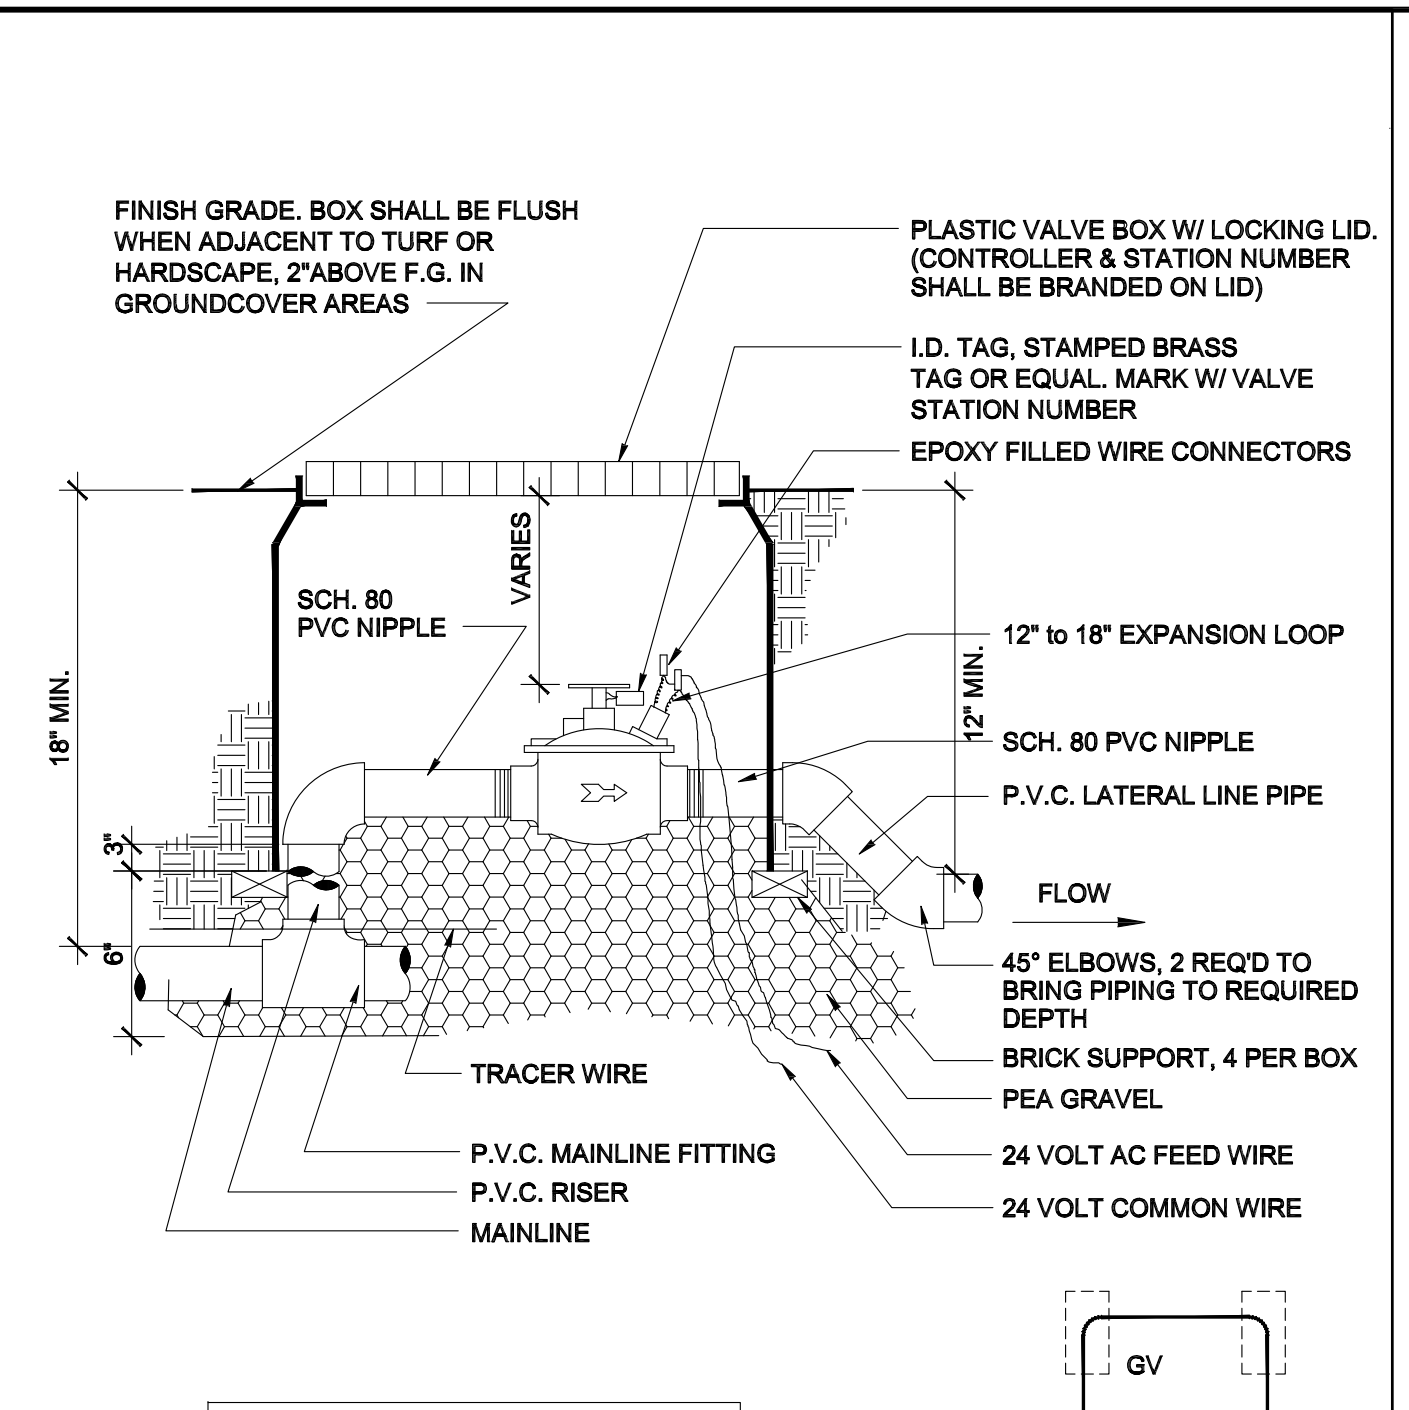 FINISH GRADE. BOX SHALL BE FLUSH
WHEN ADJACENT TO TURF OR
HARDSCAPE, 2"ABOVE F.G. IN
GROUNDCOVER AREAS
PLASTIC VALVE BOX W/ LOCKING LID.
(CONTROLLER & STATION NUMBER
SHALL BE BRANDED ON LID)
I.D. TAG, STAMPED BRASS
TAG OR EQUAL. MARK W/ VALVE
STATION NUMBER
EPOXY FILLED WIRE CONNECTORS
VARIES
SCH. 80
PVC NIPPLE
12" to 18" EXPANSION LOOP
18" MIN.
12" MIN.
SCH. 80 PVC NIPPLE
P.V.C. LATERAL LINE PIPE
3"
6"
FLOW
45° ELBOWS, 2 REQ'D TO
BRING PIPING TO REQUIRED
DEPTH
BRICK SUPPORT, 4 PER BOX
TRACER WIRE
PEA GRAVEL
P.V.C. MAINLINE FITTING
24 VOLT AC FEED WIRE
P.V.C. RISER
24 VOLT COMMON WIRE
MAINLINE
GV